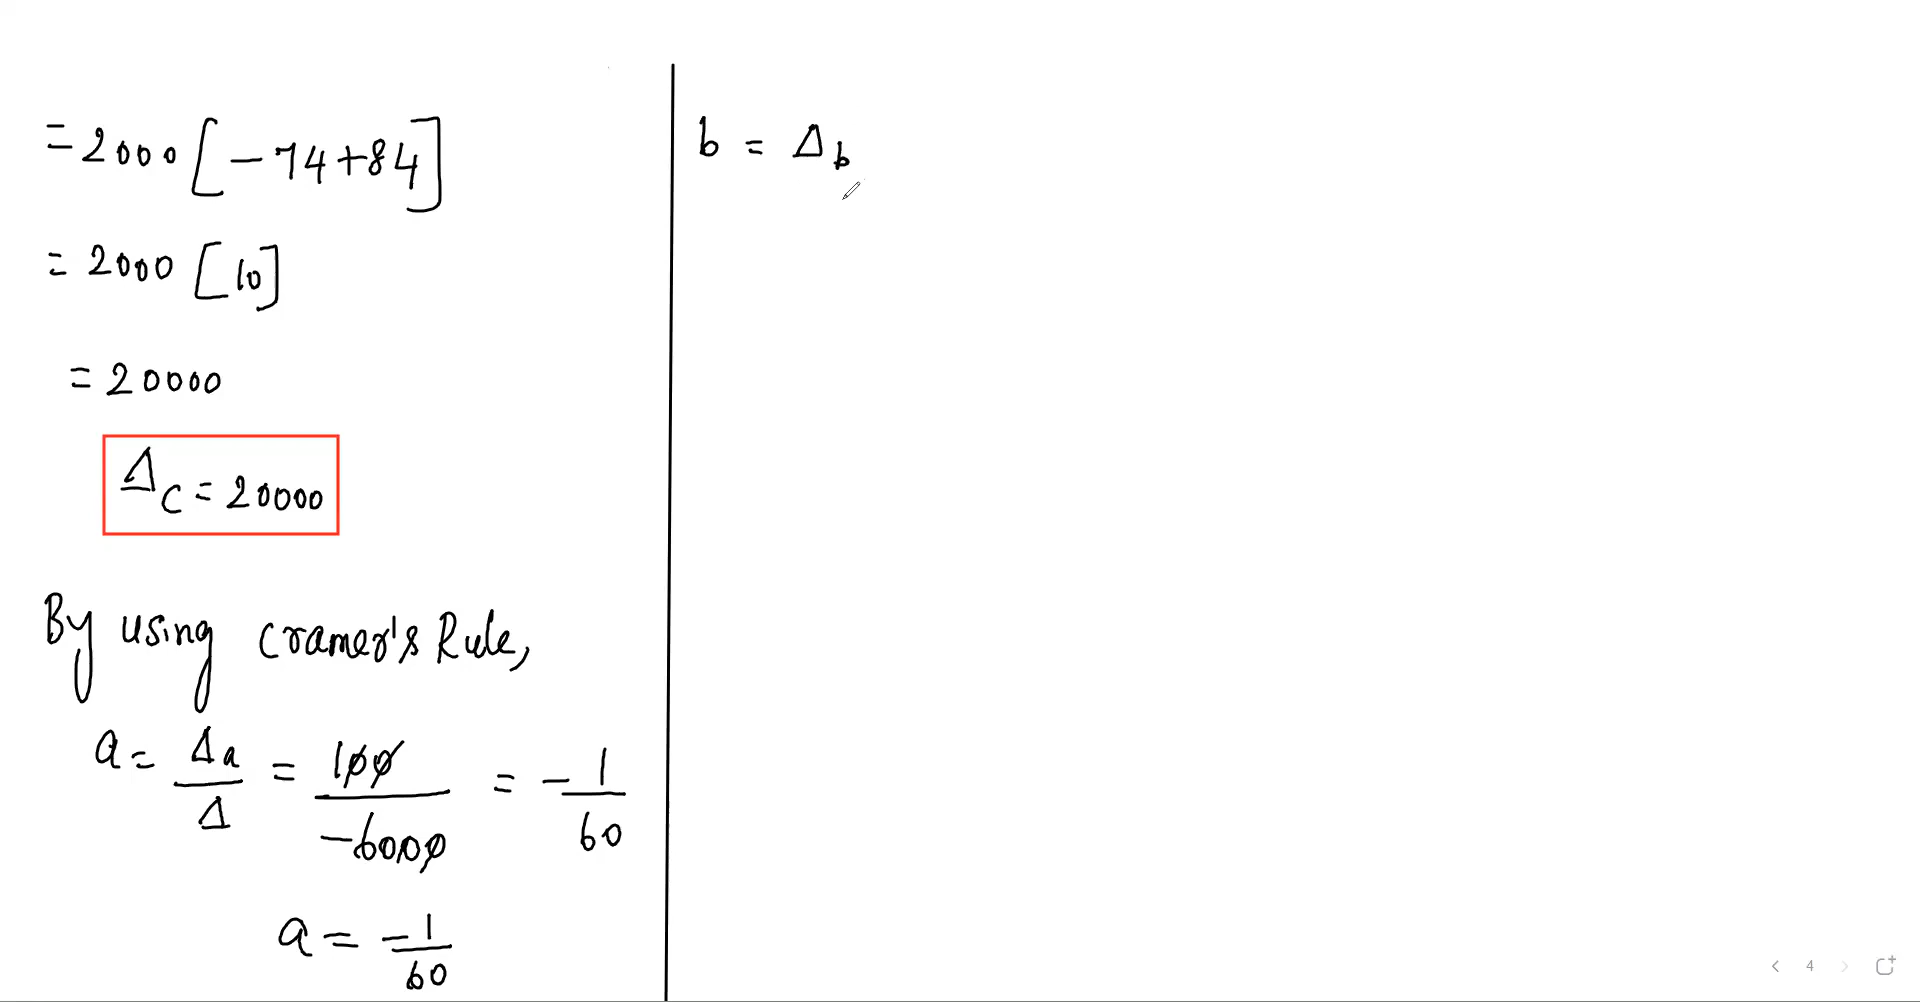 = 2000 [-74+84]
= 2000 [10]
= 20000
Δc = 20000
By using Cramer's Rule,
a = Δa/Δ = 100/-6000 = -1/60
a = -1/60
b = Δb
4